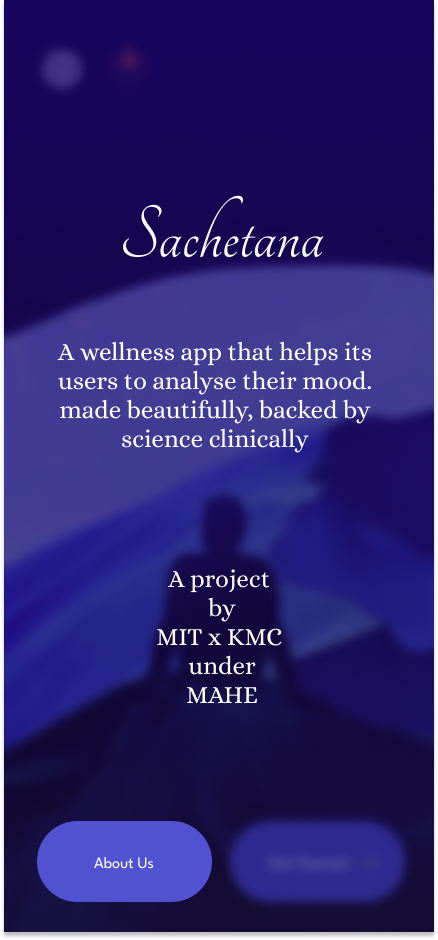 Sachetana
A wellness app that helps its
users to analyse their mood.
made beautifully, backed by
science clinically
A project
by
MIT x KMC
under
MAHE
About Us